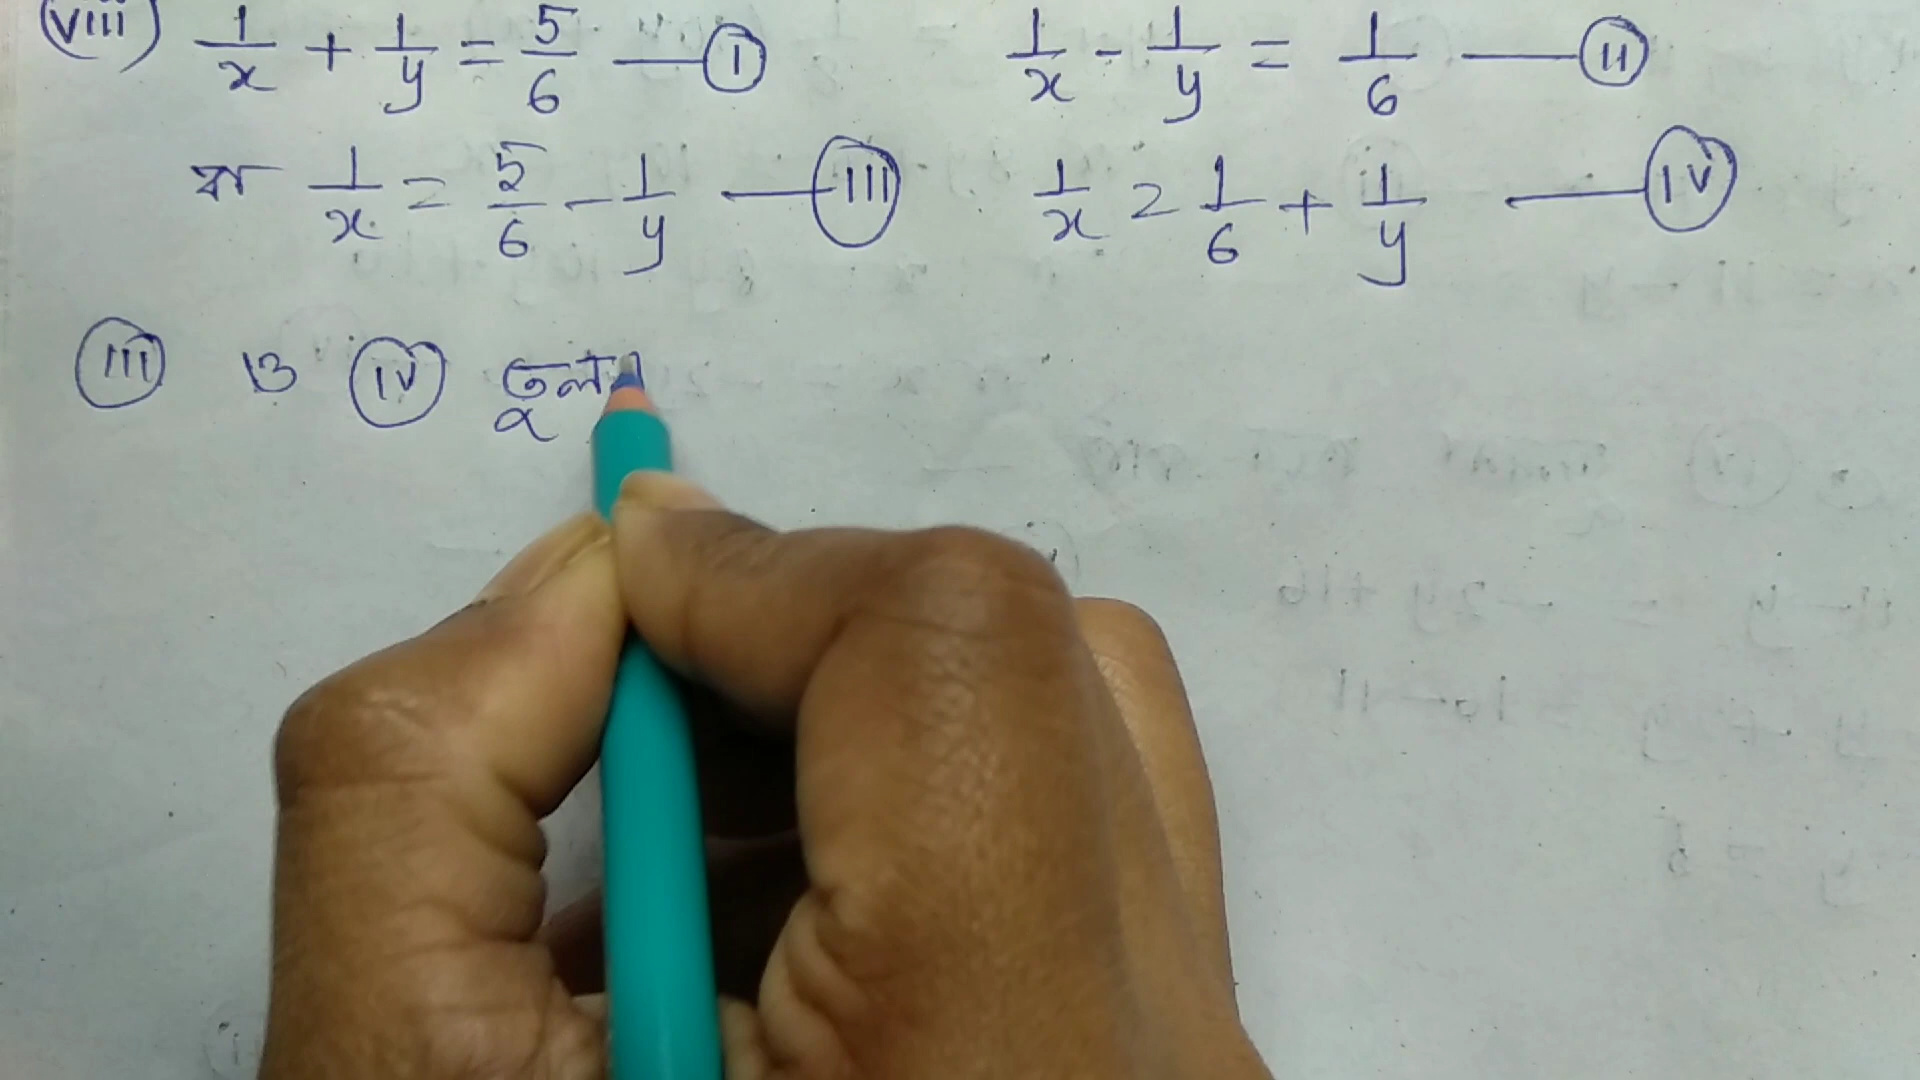 (viii) 1/x + 1/y = 5/6 — (I)    1/x - 1/y = 1/6 — (II)
বা 1/x = 5/6 - 1/y — (III)    1/x = 1/6 + 1/y — (IV)
(III) ও (IV) তুলনা